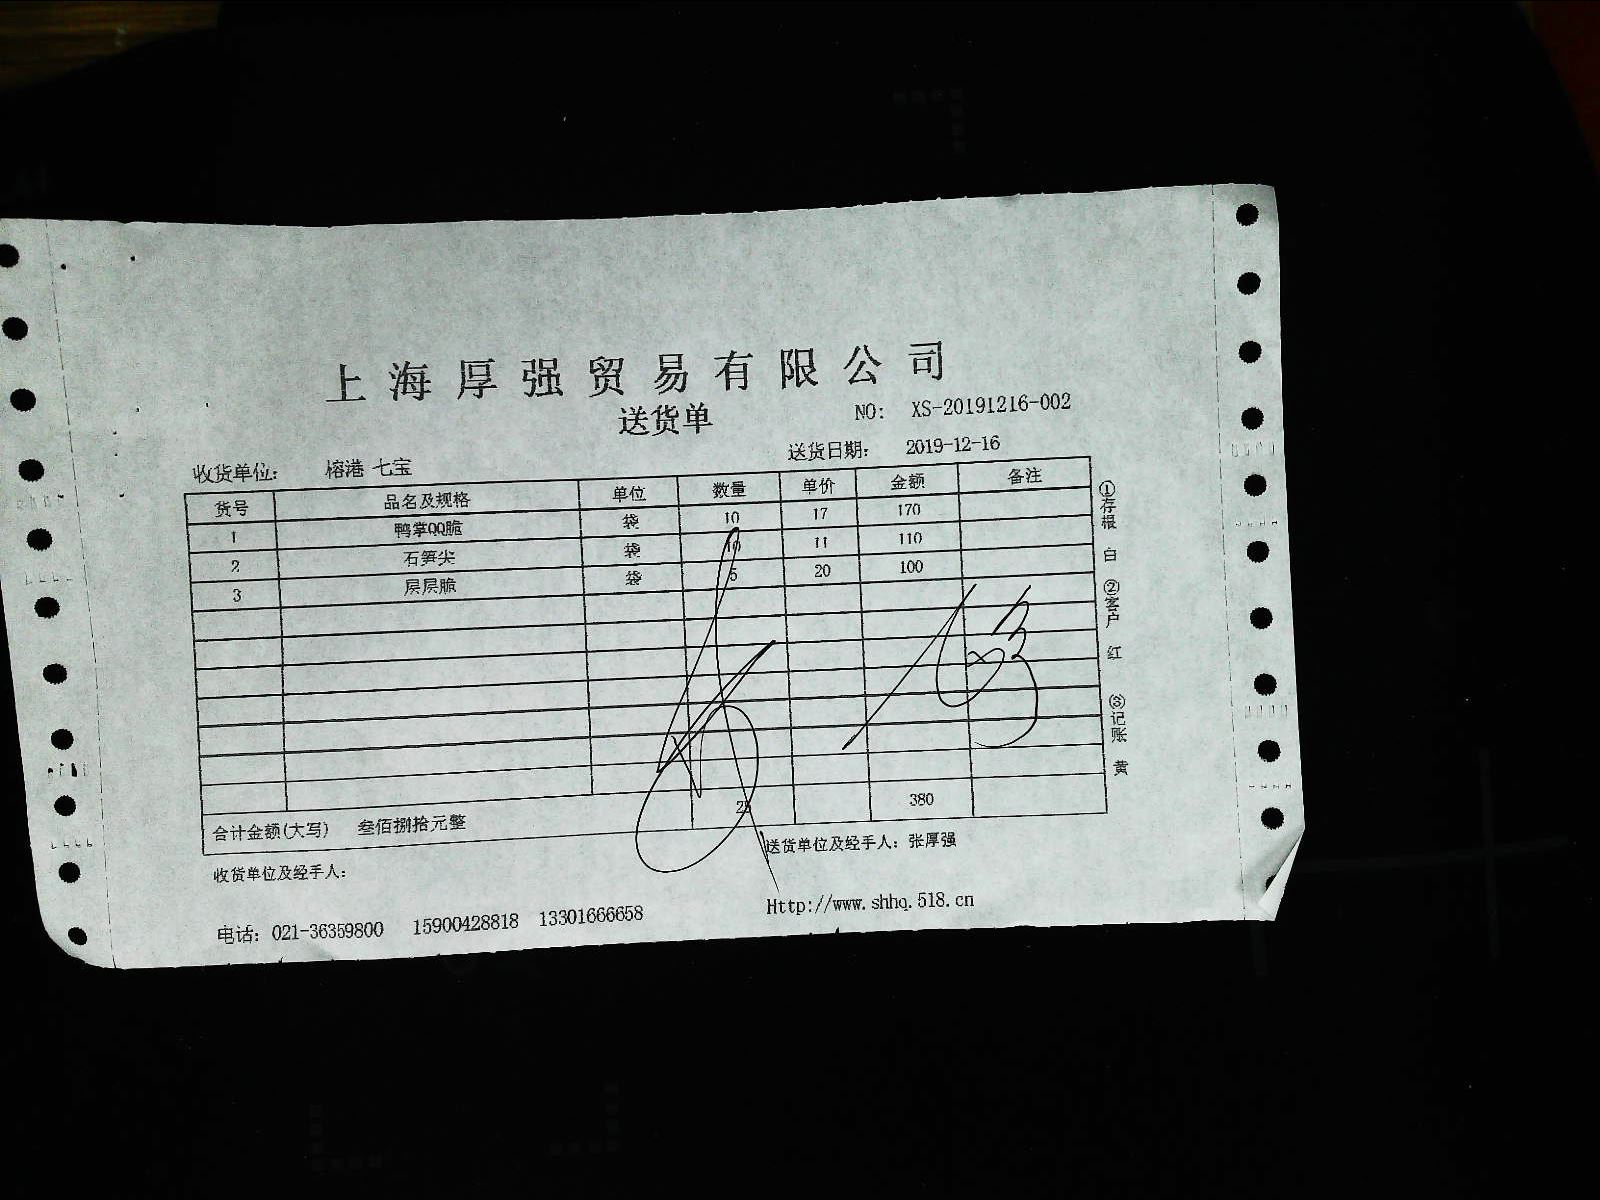 上海厚强贸易有限公司
送货单 NO: XS-20191216-002
收货单位: 榕港 七宝 送货日期: 2019-12-16
货号 品名及规格 单位 数量 单价 金额 备注
1 鸭掌QQ脆 袋 10 17 170
2 石笋尖 袋 10 11 110
3 层层脆 袋 5 20 100
合计金额(大写) 叁佰捌拾元整 25 380
收货单位及经手人: 送货单位及经手人: 张厚强
电话: 021-36359800 15900428818 13301666658 Http://www.shhq.518.cn
①存根 白 ②客户 红 ③记账 黄